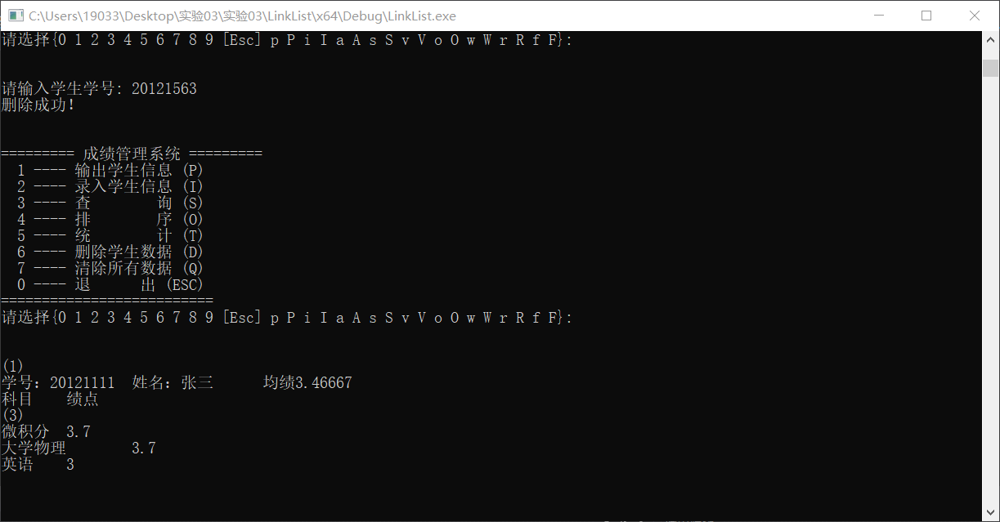 C:\Users\19033\Desktop\实验03\实验03\LinkList\x64\Debug\LinkList.exe
请选择{0 1 2 3 4 5 6 7 8 9 [Esc] p P i I a A s S v V o O w W r R f F}:
请输入学生学号: 20121563
删除成功!
========= 成绩管理系统 =========
1 ---- 输出学生信息 (P)
2 ---- 录入学生信息 (I)
3 ---- 查        询 (S)
4 ---- 排        序 (O)
5 ---- 统        计 (T)
6 ---- 删除学生数据 (D)
7 ---- 清除所有数据 (Q)
0 ---- 退      出 (ESC)
==========================
请选择{0 1 2 3 4 5 6 7 8 9 [Esc] p P i I a A s S v V o O w W r R f F}:
(1)
学号: 20121111  姓名: 张三      均绩3.46667
科目    绩点
(3)
微积分  3.7
大学物理        3.7
英语    3